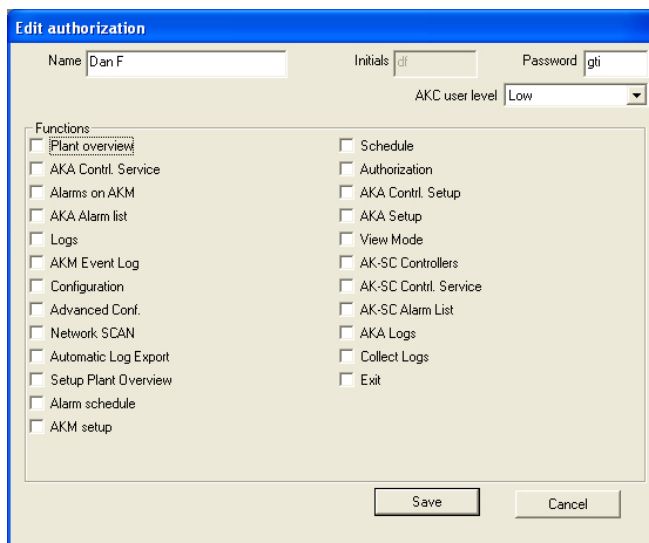 Edit authorization
Name Dan F Initials df Password gti
AKC user level Low
Functions
Plant overview Schedule
AKA Contrl. Service Authorization
Alarms on AKM AKA Contrl. Setup
AKA Alarm list AKA Setup
Logs View Mode
AKM Event Log AK-SC Controllers
Configuration AK-SC Contrl. Service
Advanced Conf. AK-SC Alarm List
Network SCAN AKA Logs
Automatic Log Export Collect Logs
Setup Plant Overview Exit
Alarm schedule
AKM setup
Save Cancel